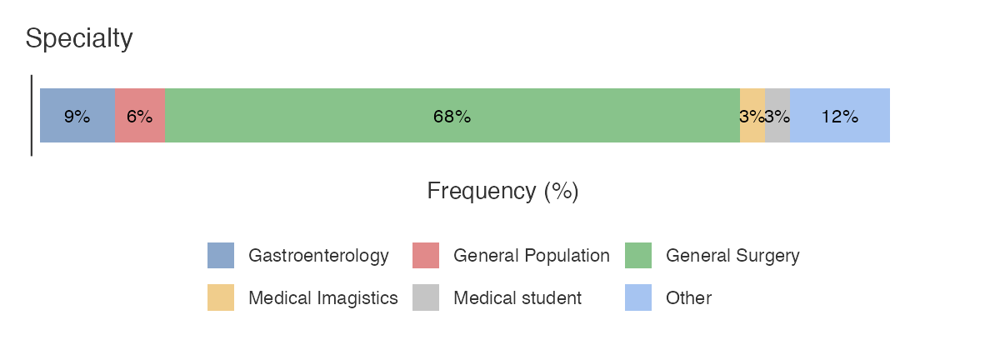 Specialty
9% 6% 68% 3% 3% 12%
Frequency (%)
Gastroenterology General Population General Surgery
Medical Imagistics Medical student Other